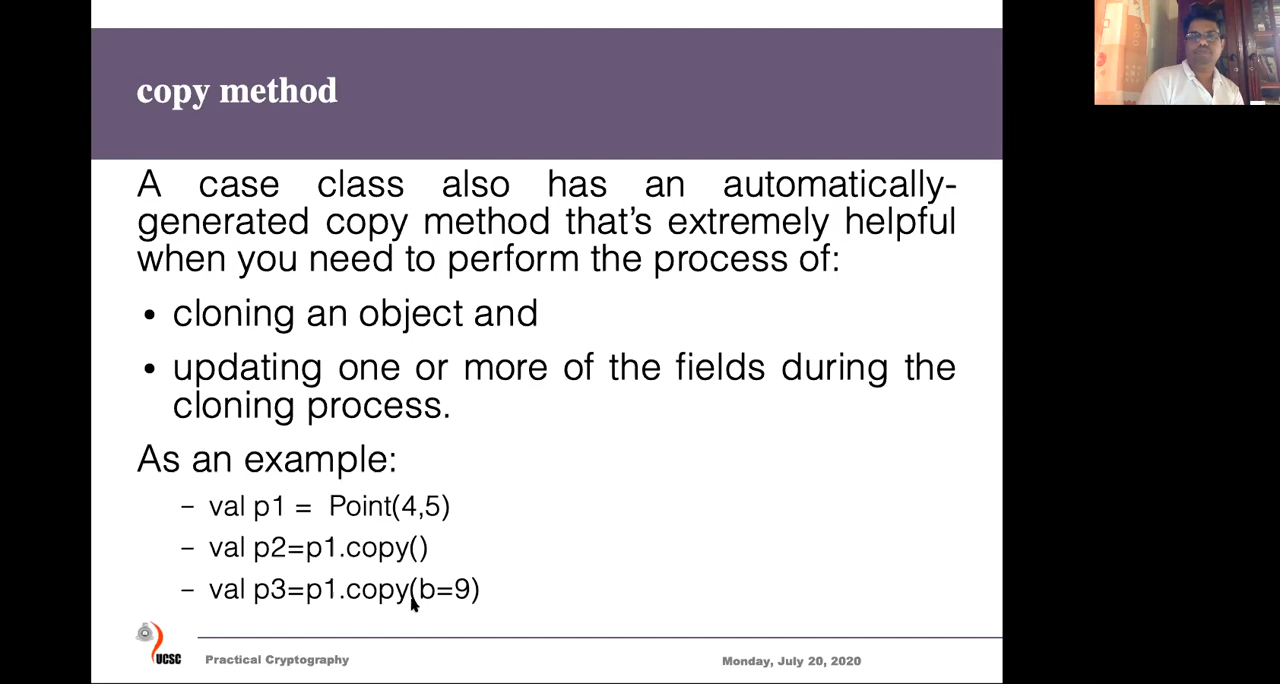 copy method
A case class also has an automatically-
generated copy method that's extremely helpful
when you need to perform the process of:
• cloning an object and
• updating one or more of the fields during the
cloning process.
As an example:
– val p1 = Point(4,5)
– val p2=p1.copy()
– val p3=p1.copy(b=9)
UCSC
Practical Cryptography
Monday, July 20, 2020